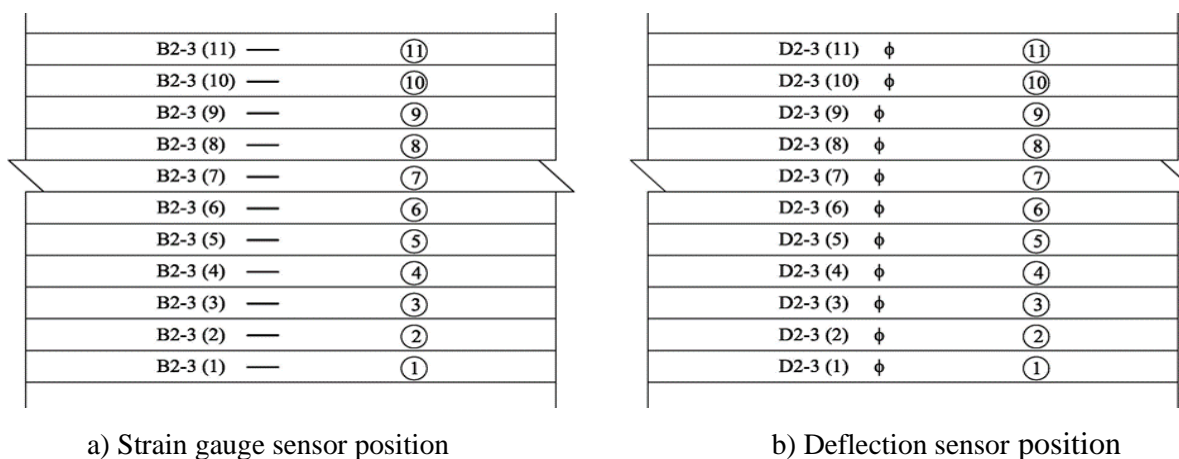 B2-3 (11) 11
B2-3 (10) 10
B2-3 (9) 9
B2-3 (8) 8
B2-3 (7) 7
B2-3 (6) 6
B2-3 (5) 5
B2-3 (4) 4
B2-3 (3) 3
B2-3 (2) 2
B2-3 (1) 1
a) Strain gauge sensor position
D2-3 (11) ϕ 11
D2-3 (10) ϕ 10
D2-3 (9) ϕ 9
D2-3 (8) ϕ 8
D2-3 (7) ϕ 7
D2-3 (6) ϕ 6
D2-3 (5) ϕ 5
D2-3 (4) ϕ 4
D2-3 (3) ϕ 3
D2-3 (2) ϕ 2
D2-3 (1) ϕ 1
b) Deflection sensor position